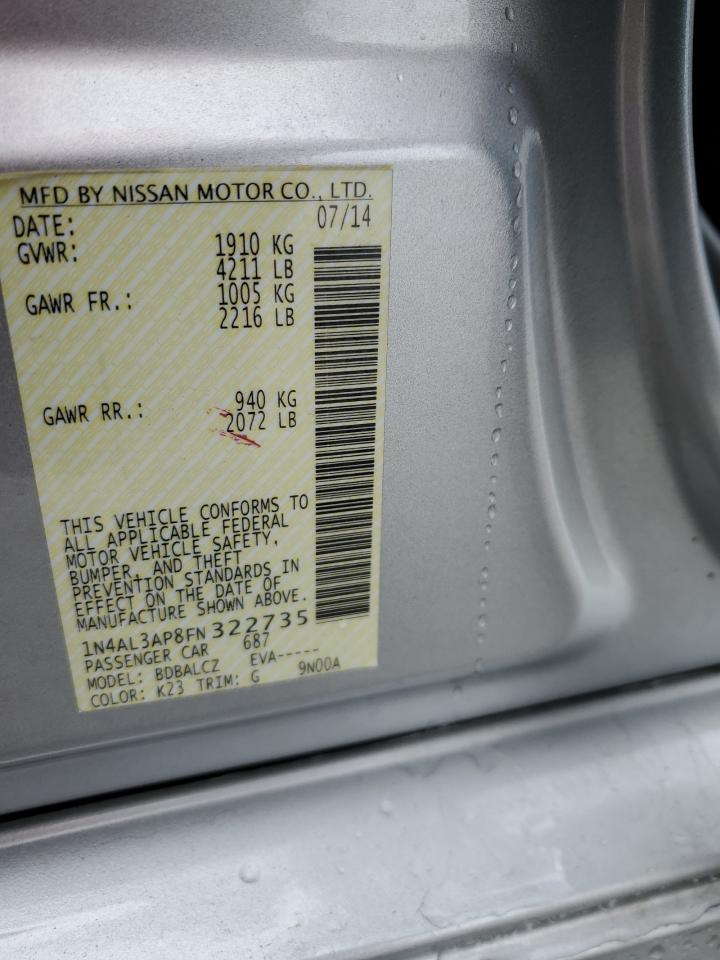 MFD BY NISSAN MOTOR CO., LTD.
DATE: 07/14
GVWR: 1910 KG
4211 LB
GAWR FR.: 1005 KG
2216 LB
GAWR RR.: 940 KG
2072 LB
THIS VEHICLE CONFORMS TO
ALL APPLICABLE FEDERAL
MOTOR VEHICLE SAFETY,
BUMPER, AND THEFT
PREVENTION STANDARDS IN
EFFECT ON THE DATE OF
MANUFACTURE SHOWN ABOVE.
1N4AL3AP8FN322735
PASSENGER CAR 687
MODEL: BDBALCZ EVA-----
COLOR: K23 TRIM: G 9N00A